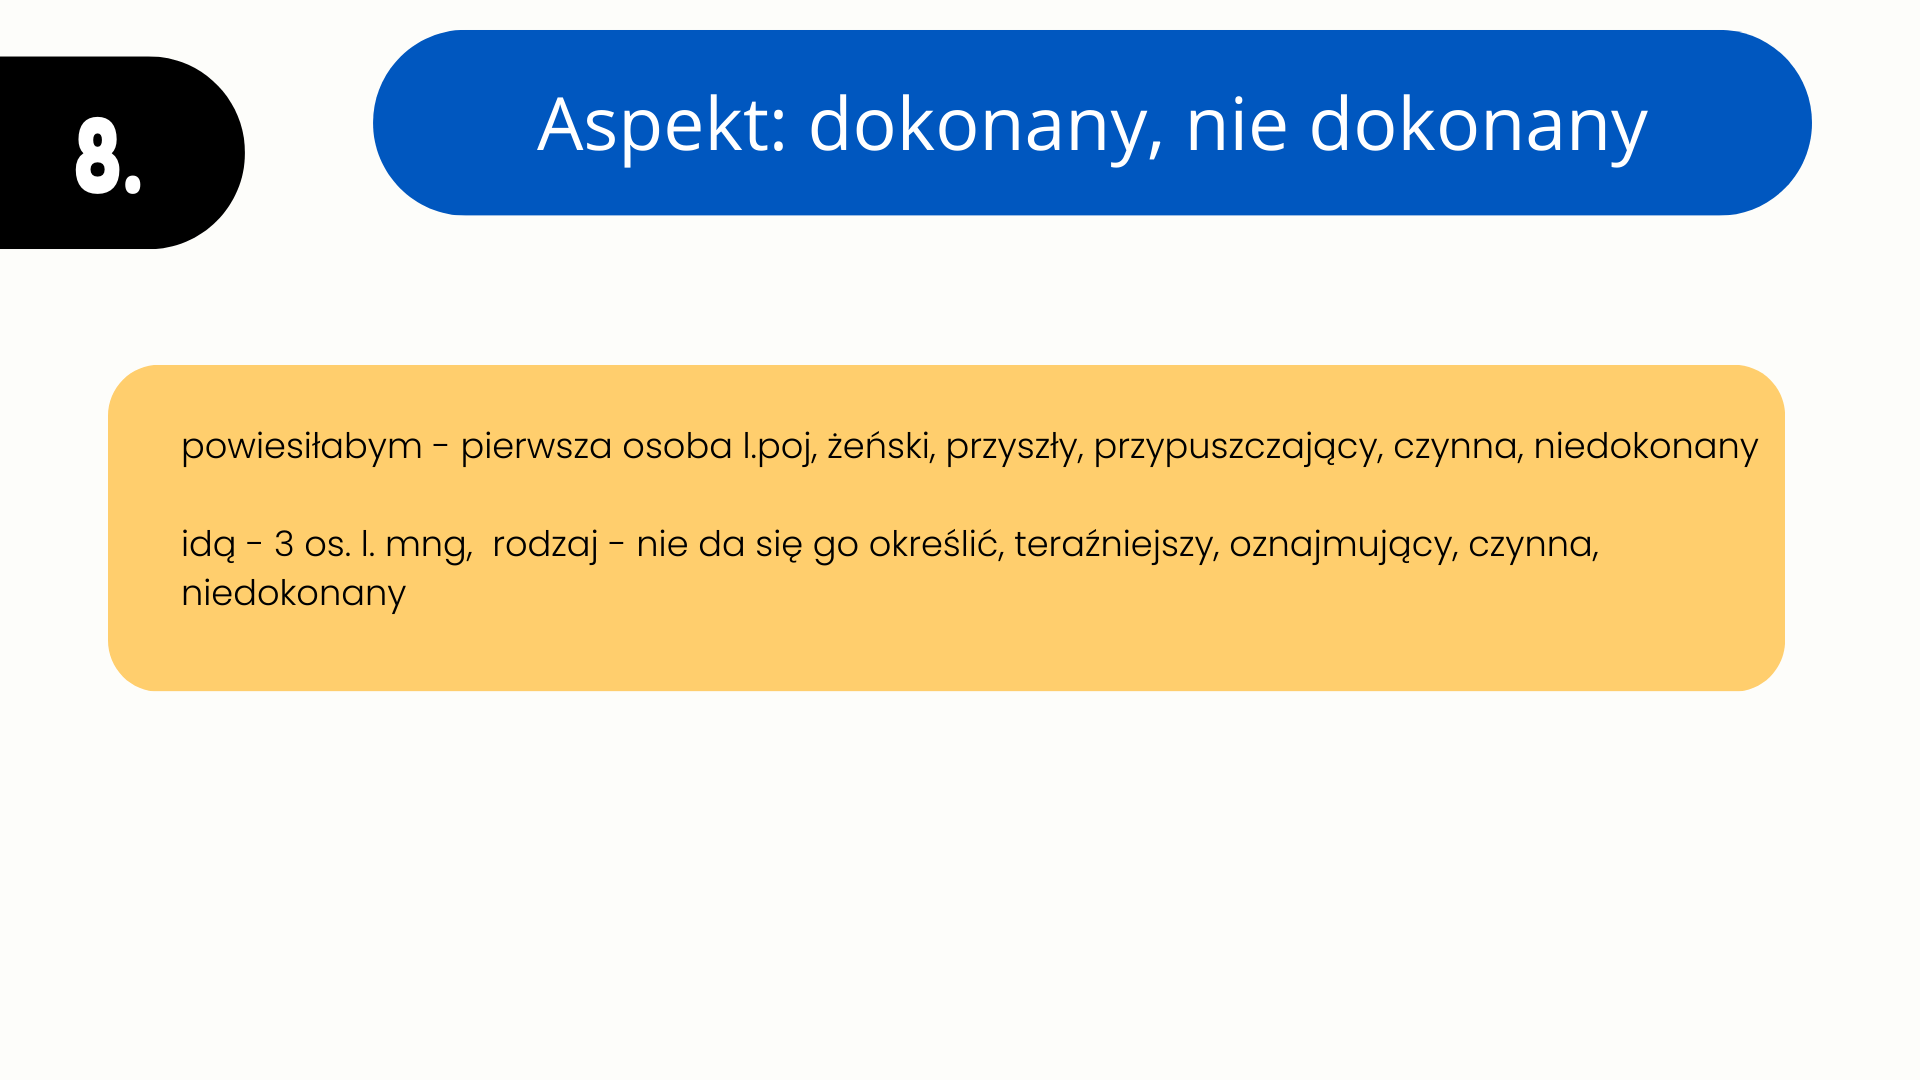 8.
Aspekt: dokonany, nie dokonany
powiesiłabym - pierwsza osoba l.poj, żeński, przyszły, przypuszczający, czynna, niedokonany
idą - 3 os. l. mng,  rodzaj - nie da się go określić, teraźniejszy, oznajmujący, czynna,
niedokonany